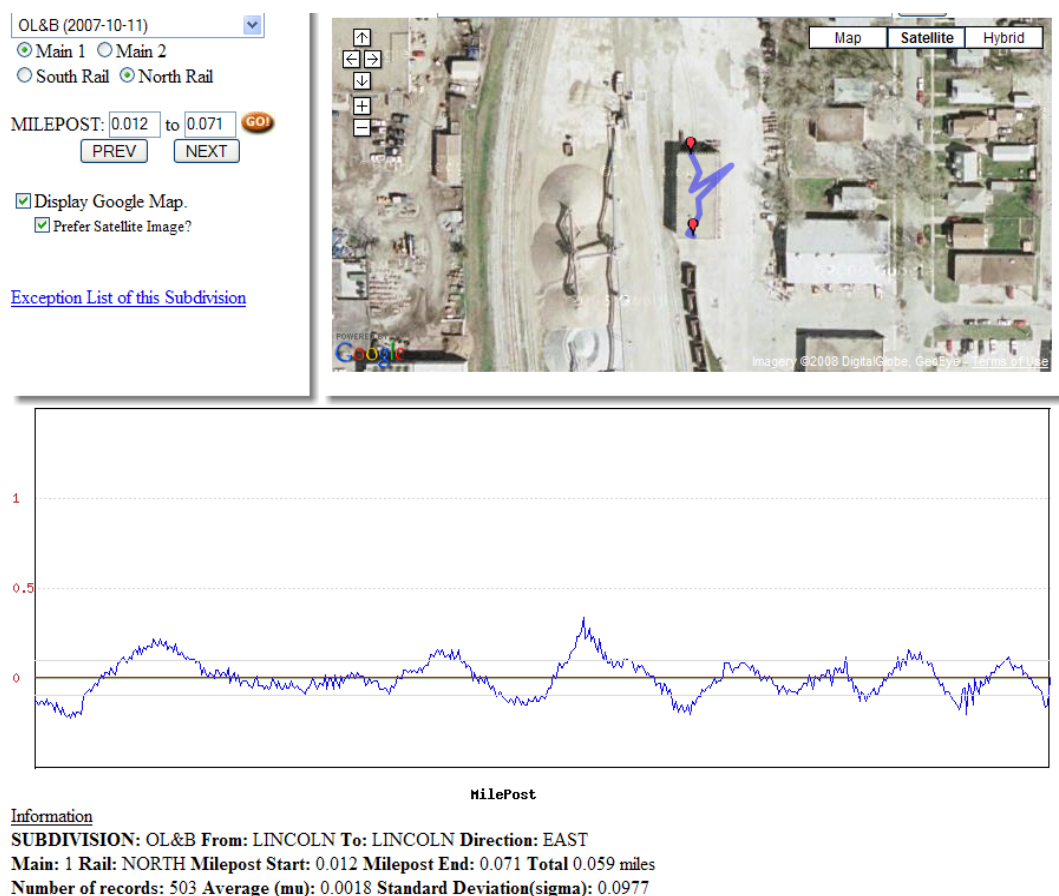 OL&B (2007-10-11)
Main 1 Main 2
South Rail North Rail
MILEPOST: 0.012 to 0.071 GO!
PREV NEXT
Display Google Map.
Prefer Satellite Image?
Exception List of this Subdivision
Map Satellite Hybrid
POWERED BY
Google
Imagery ©2008 DigitalGlobe, GeoEye - Terms of Use
1
0.5
0
MilePost
Information
SUBDIVISION: OL&B From: LINCOLN To: LINCOLN Direction: EAST
Main: 1 Rail: NORTH Milepost Start: 0.012 Milepost End: 0.071 Total 0.059 miles
Number of records: 503 Average (mu): 0.0018 Standard Deviation(sigma): 0.0977